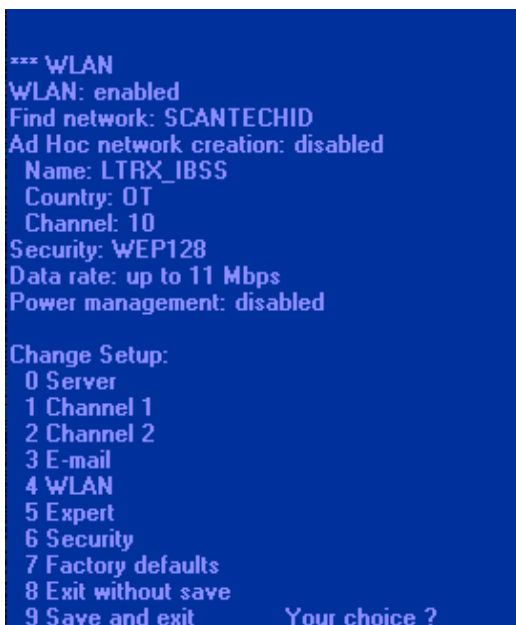 *** WLAN
WLAN: enabled
Find network: SCANTECHID
Ad Hoc network creation: disabled
Name: LTRX_IBSS
Country: OT
Channel: 10
Security: WEP128
Data rate: up to 11 Mbps
Power management: disabled
Change Setup:
0 Server
1 Channel 1
2 Channel 2
3 E-mail
4 WLAN
5 Expert
6 Security
7 Factory defaults
8 Exit without save
9 Save and exit Your choice ?